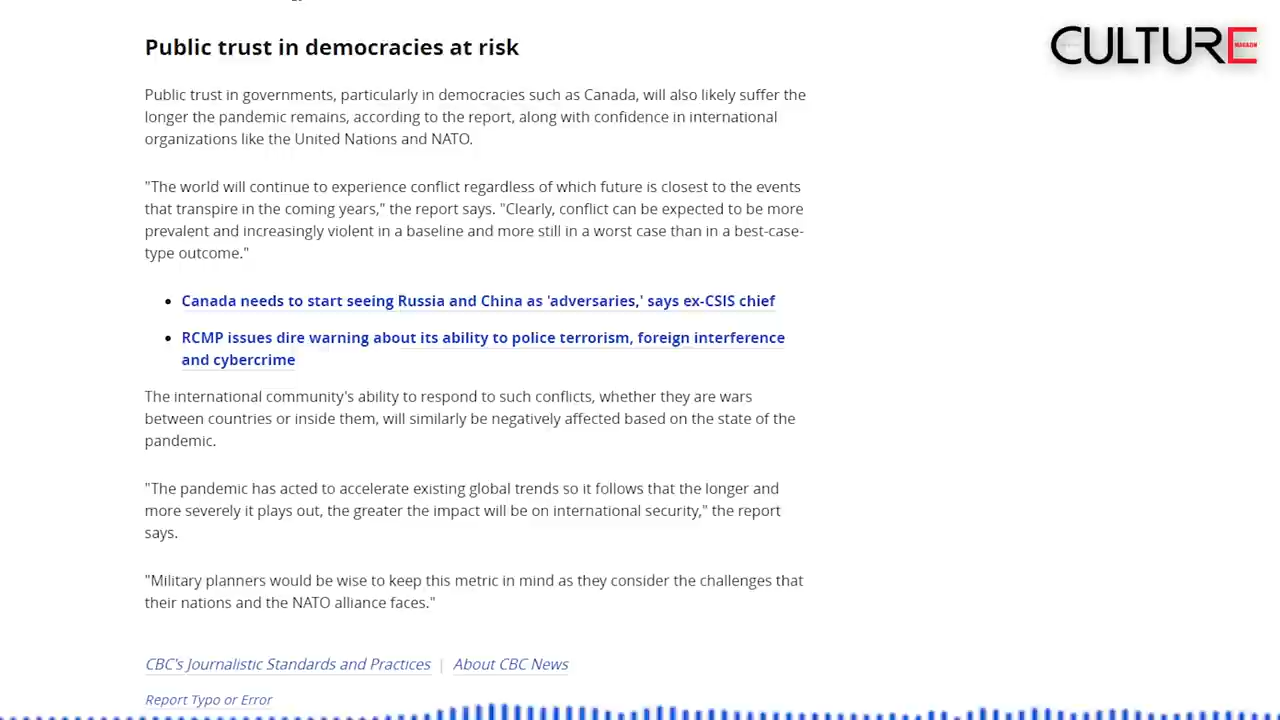 Public trust in democracies at risk
CULTURE
MAGAZIN
Public trust in governments, particularly in democracies such as Canada, will also likely suffer the
longer the pandemic remains, according to the report, along with confidence in international
organizations like the United Nations and NATO.
"The world will continue to experience conflict regardless of which future is closest to the events
that transpire in the coming years," the report says. "Clearly, conflict can be expected to be more
prevalent and increasingly violent in a baseline and more still in a worst case than in a best-case-
type outcome."
Canada needs to start seeing Russia and China as 'adversaries,' says ex-CSIS chief
RCMP issues dire warning about its ability to police terrorism, foreign interference
and cybercrime
The international community's ability to respond to such conflicts, whether they are wars
between countries or inside them, will similarly be negatively affected based on the state of the
pandemic.
"The pandemic has acted to accelerate existing global trends so it follows that the longer and
more severely it plays out, the greater the impact will be on international security," the report
says.
"Military planners would be wise to keep this metric in mind as they consider the challenges that
their nations and the NATO alliance faces."
CBC's Journalistic Standards and Practices | About CBC News
Report Typo or Error